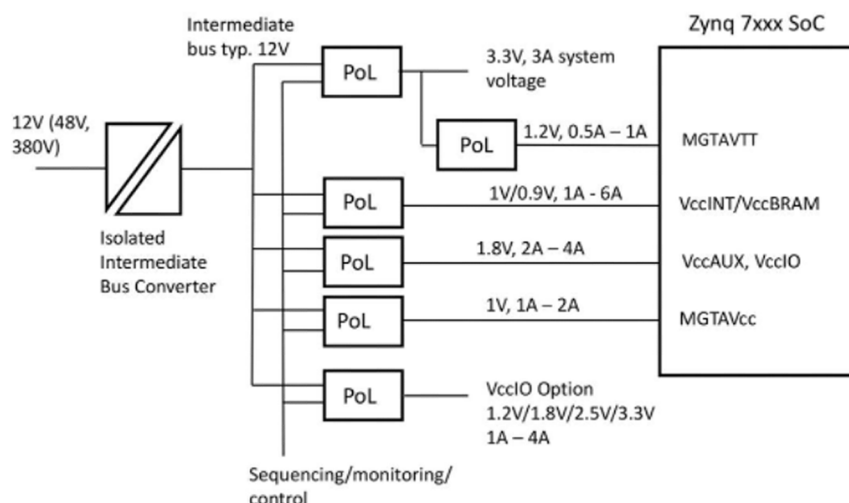 Intermediate
bus typ. 12V
Zynq 7xxx SoC
PoL
3.3V, 3A system
voltage
12V (48V,
380V)
PoL
1.2V, 0.5A – 1A
MGTAVTT
PoL
1V/0.9V, 1A - 6A
VccINT/VccBRAM
Isolated
Intermediate
Bus Converter
PoL
1.8V, 2A – 4A
VccAUX, VccIO
PoL
1V, 1A – 2A
MGTAVcc
PoL
VccIO Option
1.2V/1.8V/2.5V/3.3V
1A – 4A
Sequencing/monitoring/
control